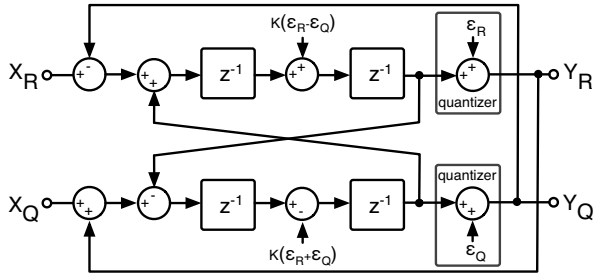 κ(ε_R-ε_Q)
ε_R
X_R
+ -
+ +
z⁻¹
+ +
z⁻¹
+ +
Y_R
quantizer
quantizer
X_Q
+ +
+ -
z⁻¹
+ -
z⁻¹
+ +
Y_Q
κ(ε_R+ε_Q)
ε_Q